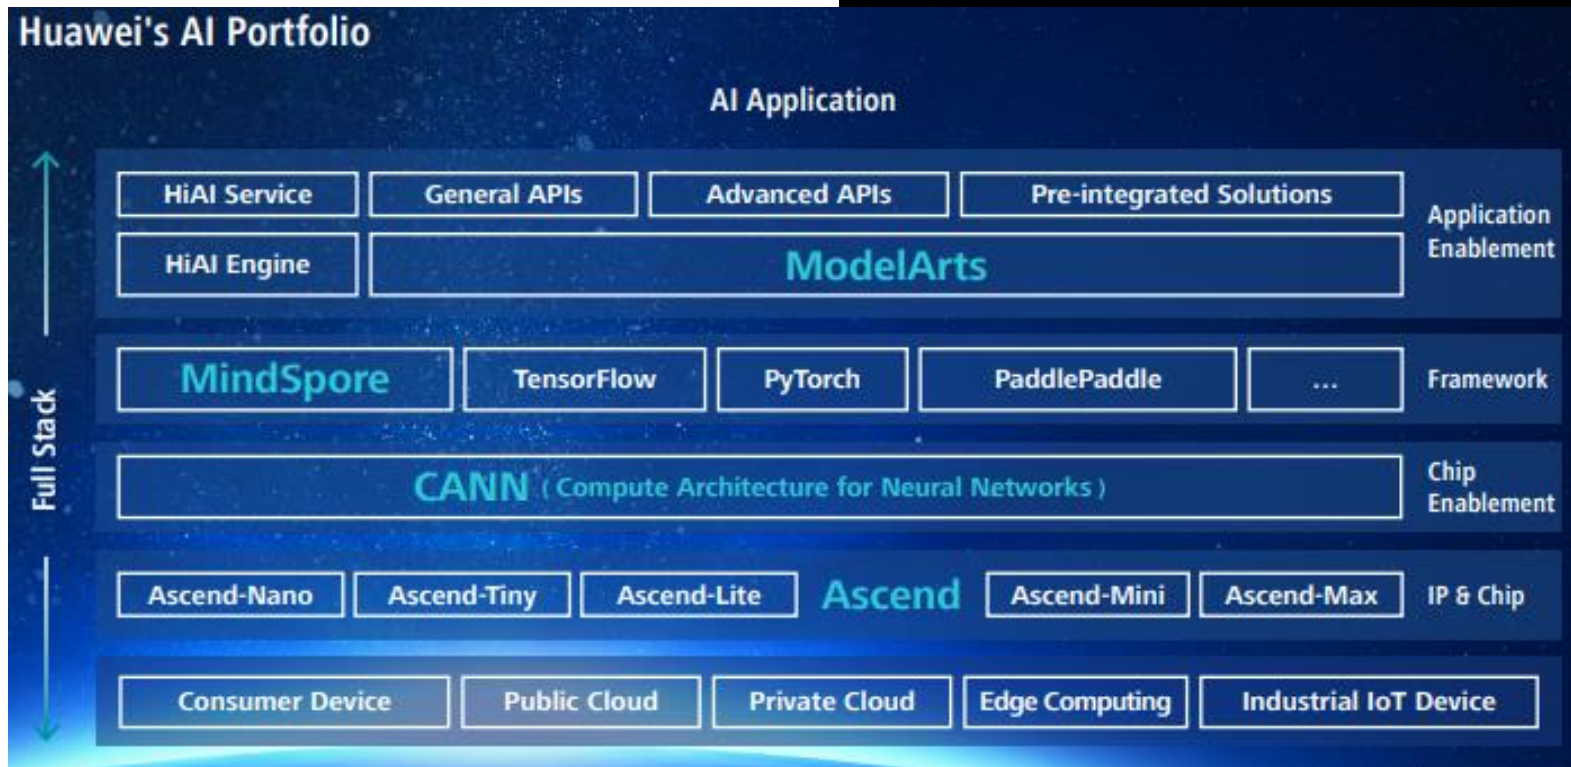 Huawei's AI Portfolio
AI Application
HiAI Service General APIs Advanced APIs Pre-integrated Solutions
Application
Enablement
HiAI Engine ModelArts
MindSpore TensorFlow PyTorch PaddlePaddle ... Framework
Full Stack
CANN ( Compute Architecture for Neural Networks )
Chip
Enablement
Ascend-Nano Ascend-Tiny Ascend-Lite Ascend Ascend-Mini Ascend-Max IP & Chip
Consumer Device Public Cloud Private Cloud Edge Computing Industrial IoT Device